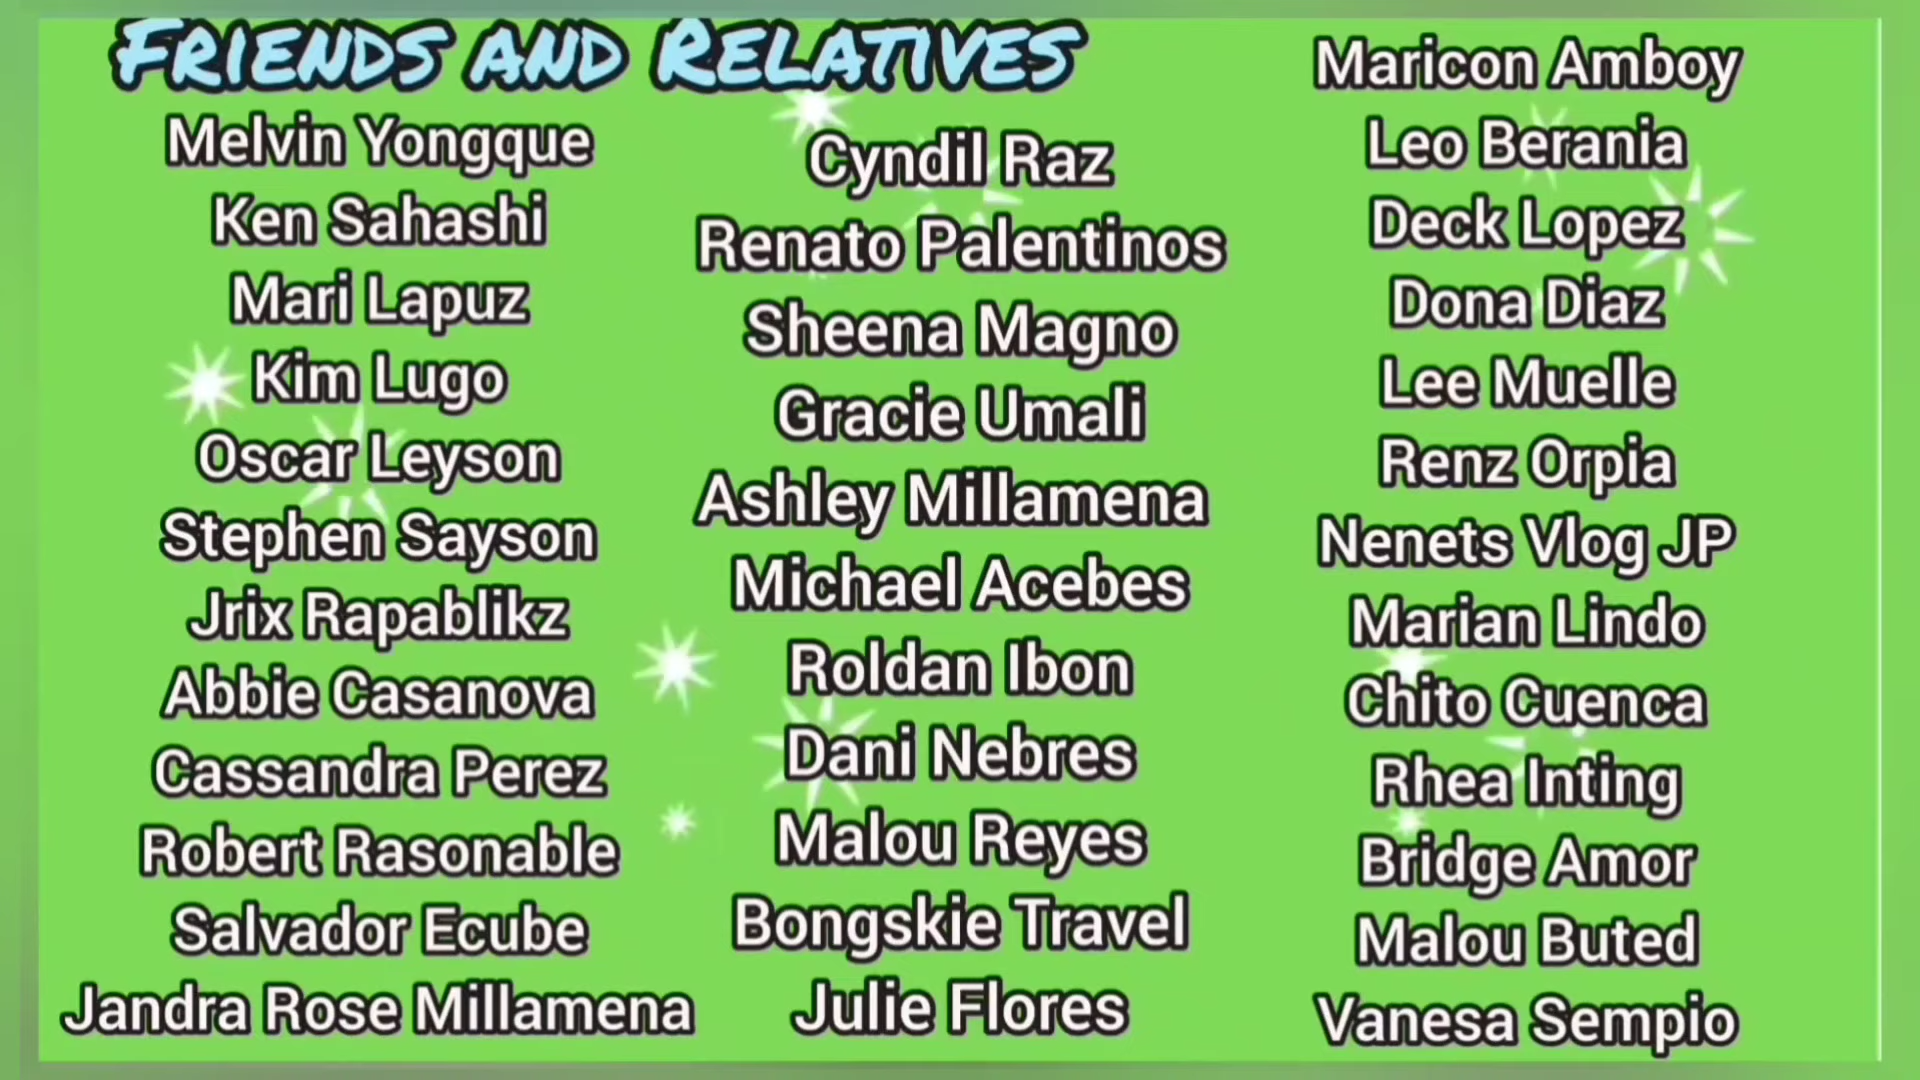 Friends and Relatives
Melvin Yongque
Ken Sahashi
Mari Lapuz
Kim Lugo
Oscar Leyson
Stephen Sayson
Jrix Rapablikz
Abbie Casanova
Cassandra Perez
Robert Rasonable
Salvador Ecube
Jandra Rose Millamena
Cyndil Raz
Renato Palentinos
Sheena Magno
Gracie Umali
Ashley Millamena
Michael Acebes
Roldan Ibon
Dani Nebres
Malou Reyes
Bongskie Travel
Julie Flores
Maricon Amboy
Leo Berania
Deck Lopez
Dona Diaz
Lee Muelle
Renz Orpia
Nenets Vlog JP
Marian Lindo
Chito Cuenca
Rhea Inting
Bridge Amor
Malou Buted
Vanesa Sempio